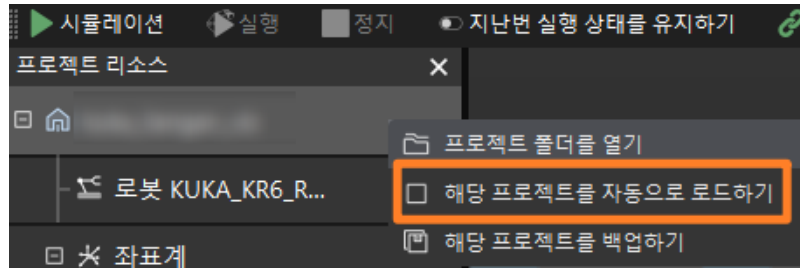 시뮬레이션 실행 정지 지난번 실행 상태를 유지하기
프로젝트 리소스
프로젝트 폴더를 열기
로봇 KUKA_KR6_R...
해당 프로젝트를 자동으로 로드하기
좌표계
해당 프로젝트를 백업하기